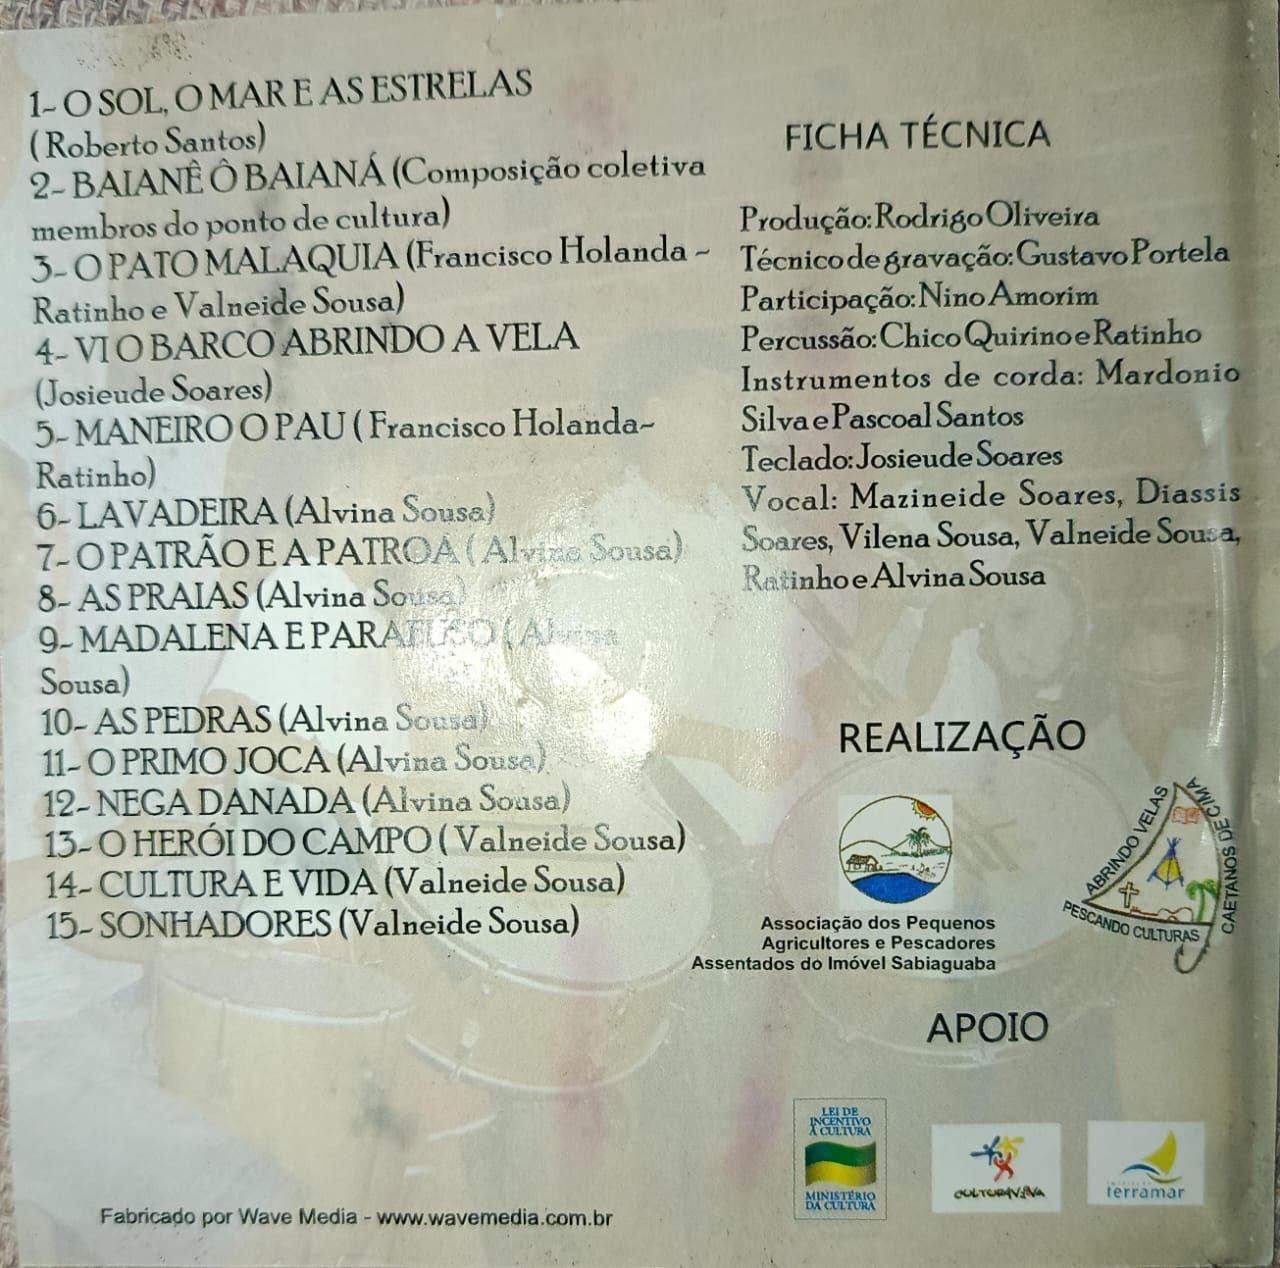 1- O SOL, O MAR E AS ESTRELAS
(Roberto Santos)
2- BAIANÊ Ô BAIANÁ (Composição coletiva
membros do ponto de cultura)
3- O PATO MALAQUIA (Francisco Holanda -
Ratinho e Valneide Sousa)
4- VI O BARCO ABRINDO A VELA
(Josieude Soares)
5- MANEIRO O PAU ( Francisco Holanda-
Ratinho)
6- LAVADEIRA (Alvina Sousa)
7- O PATRÃO E A PATROA ( Alvina Sousa)
8- AS PRAIAS (Alvina Sousa)
9- MADALENA E PARAFUSO ( Alvina
Sousa)
10- AS PEDRAS (Alvina Sousa)
11- O PRIMO JOCA (Alvina Sousa)
12- NEGA DANADA (Alvina Sousa)
13- O HERÓI DO CAMPO ( Valneide Sousa)
14- CULTURA E VIDA (Valneide Sousa)
15- SONHADORES (Valneide Sousa)
Fabricado por Wave Media - www.wavemedia.com.br
FICHA TÉCNICA
Produção: Rodrigo Oliveira
Técnico de gravação: Gustavo Portela
Participação: Nino Amorim
Percussão: Chico Quirino e Ratinho
Instrumentos de corda: Mardonio
Silva e Pascoal Santos
Teclado: Josieude Soares
Vocal: Mazineide Soares, Diassis
Soares, Vilena Sousa, Valneide Sousa,
Ratinho e Alvina Sousa
REALIZAÇÃO
Associação dos Pequenos
Agricultores e Pescadores
Assentados do Imóvel Sabiaguaba
ABRINDO VELAS
PESCANDO CULTURAS
CAETANOS DE CIMA
APOIO
LEI DE
INCENTIVO
À CULTURA
MINISTÉRIO
DA CULTURA
CULTURA VIVA
terramar